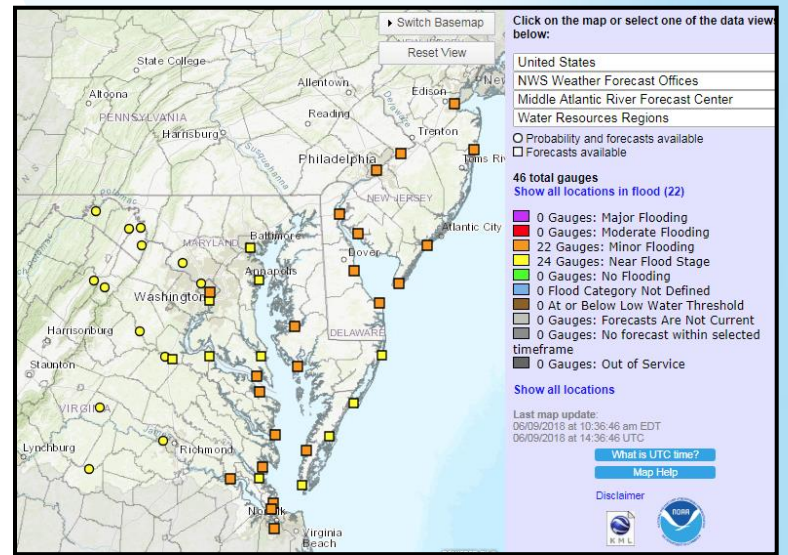 Switch Basemap
Reset View
State College
Altoona
PENNSYLVANIA
Harrisburg
Allentown
Reading
Edison
Trenton
Philadelphia
Delaware
Susquehanna
NEW JERSEY
Atlantic City
Potomac
MARYLAND
Baltimore
Dover
Annapolis
Washington
DELAWARE
Harrisonburg
Staunton
VIRGINIA
James
Lynchburg
Richmond
Virginia
Beach
Click on the map or select one of the data views
below:
United States
NWS Weather Forecast Offices
Middle Atlantic River Forecast Center
Water Resources Regions
Probability and forecasts available
Forecasts available
46 total gauges
Show all locations in flood (22)
0 Gauges: Major Flooding
0 Gauges: Moderate Flooding
22 Gauges: Minor Flooding
24 Gauges: Near Flood Stage
0 Gauges: No Flooding
0 Flood Category Not Defined
0 At or Below Low Water Threshold
0 Gauges: Forecasts Are Not Current
0 Gauges: No forecast within selected
timeframe
0 Gauges: Out of Service
Show all locations
Last map update:
06/09/2018 at 10:36:46 am EDT
06/09/2018 at 14:36:46 UTC
What is UTC time?
Map Help
Disclaimer
KML
NOAA